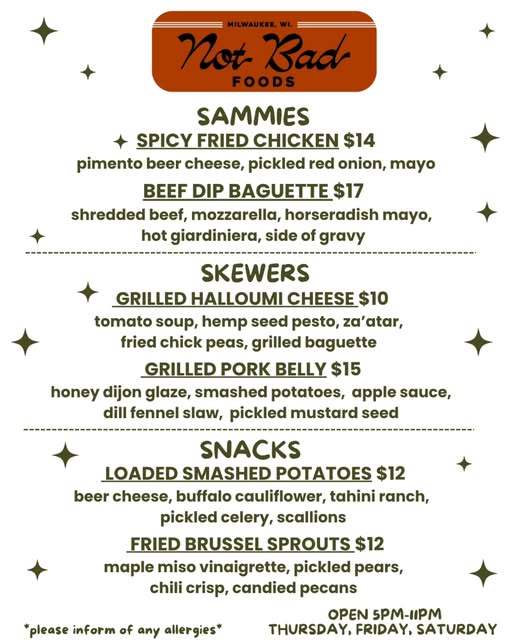 MILWAUKEE, WI.
Not Bad
FOODS
SAMMIES
SPICY FRIED CHICKEN $14
pimento beer cheese, pickled red onion, mayo
BEEF DIP BAGUETTE $17
shredded beef, mozzarella, horseradish mayo,
hot giardiniera, side of gravy
SKEWERS
GRILLED HALLOUMI CHEESE $10
tomato soup, hemp seed pesto, za'atar,
fried chick peas, grilled baguette
GRILLED PORK BELLY $15
honey dijon glaze, smashed potatoes, apple sauce,
dill fennel slaw, pickled mustard seed
SNACKS
LOADED SMASHED POTATOES $12
beer cheese, buffalo cauliflower, tahini ranch,
pickled celery, scallions
FRIED BRUSSEL SPROUTS $12
maple miso vinaigrette, pickled pears,
chili crisp, candied pecans
*please inform of any allergies*
OPEN 5PM-11PM
THURSDAY, FRIDAY, SATURDAY